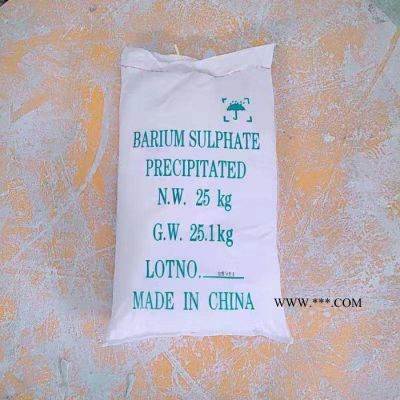 BARIUM SULPHATE
PRECIPITATED
N.W. 25 kg
G.W. 25.1kg
LOTNO.
MADE IN CHINA
WWW.***.COM